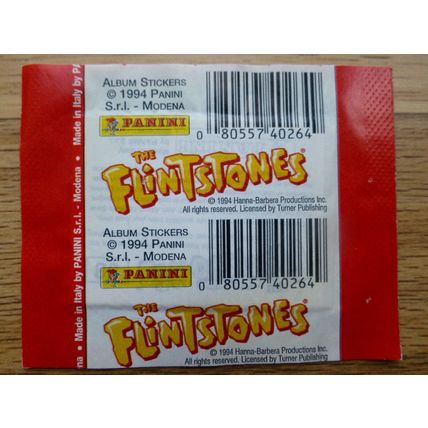 ALBUM STICKERS
© 1994 PANINI
S.r.l. - MODENA
PANINI
0 80557 40264
THE
FLINTSTONES®
© 1994 Hanna-Barbera Productions Inc.
All rights reserved. Licensed by Turner Publishing
ALBUM STICKERS
© 1994 PANINI
S.r.l. - MODENA
PANINI
0 80557 40264
THE
FLINTSTONES®
© 1994 Hanna-Barbera Productions Inc.
All rights reserved. Licensed by Turner Publishing
na • Made in Italy by PANINI S.r.l. - Modena • Made in Italy by PA